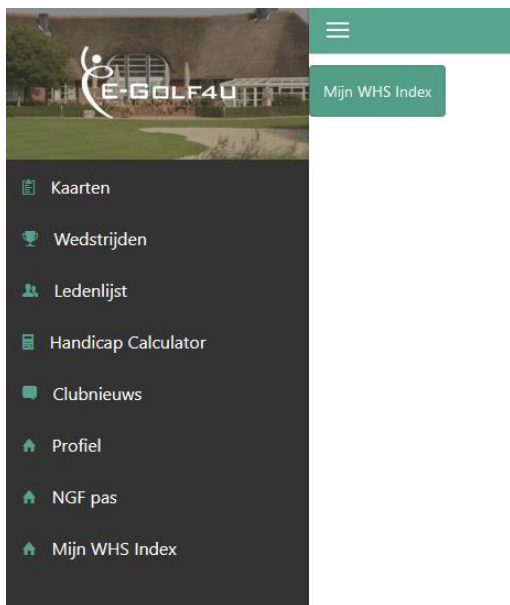 E-GOLF4U
Mijn WHS Index
Kaarten
Wedstrijden
Ledenlijst
Handicap Calculator
Clubnieuws
Profiel
NGF pas
Mijn WHS Index